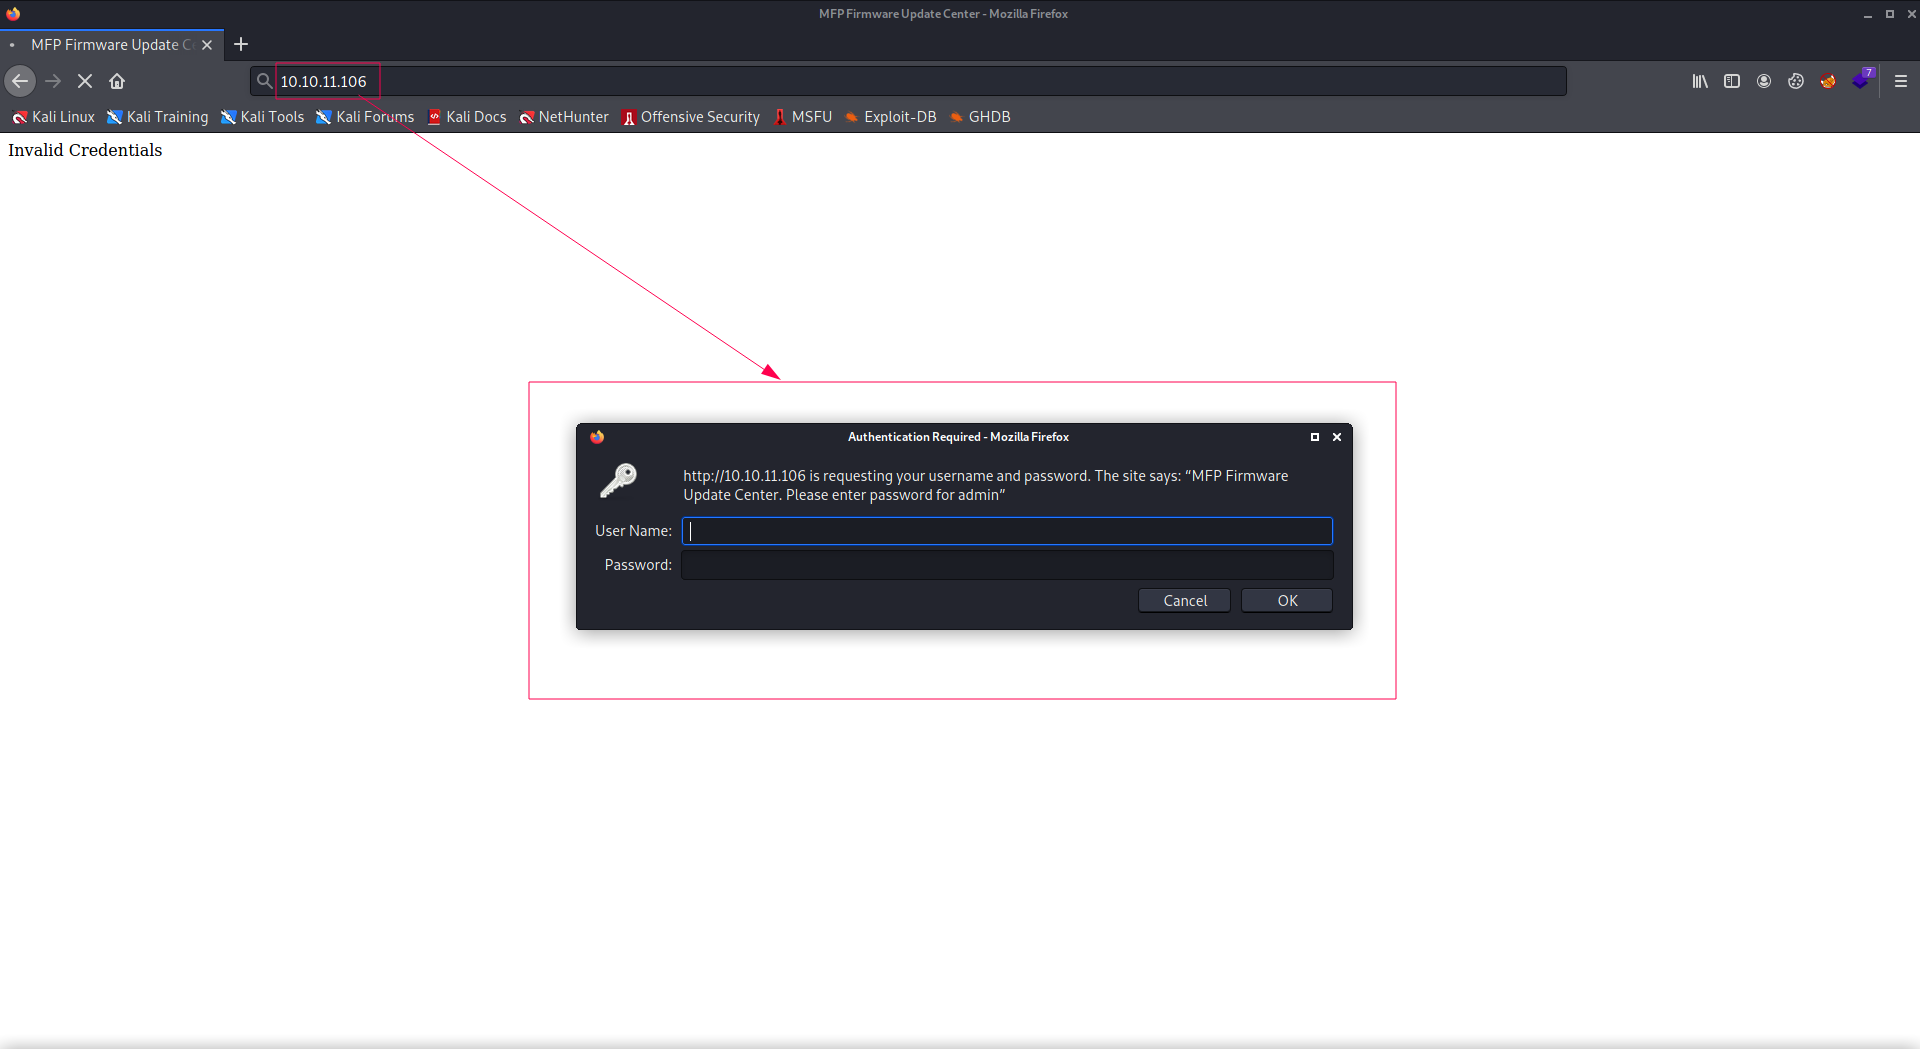 MFP Firmware Update Center - Mozilla Firefox
MFP Firmware Update C
10.10.11.106
7
Kali Linux Kali Training Kali Tools Kali Forums Kali Docs NetHunter Offensive Security MSFU Exploit-DB GHDB
Invalid Credentials
Authentication Required - Mozilla Firefox
http://10.10.11.106 is requesting your username and password. The site says: “MFP Firmware
Update Center. Please enter password for admin”
User Name:
Password:
Cancel OK